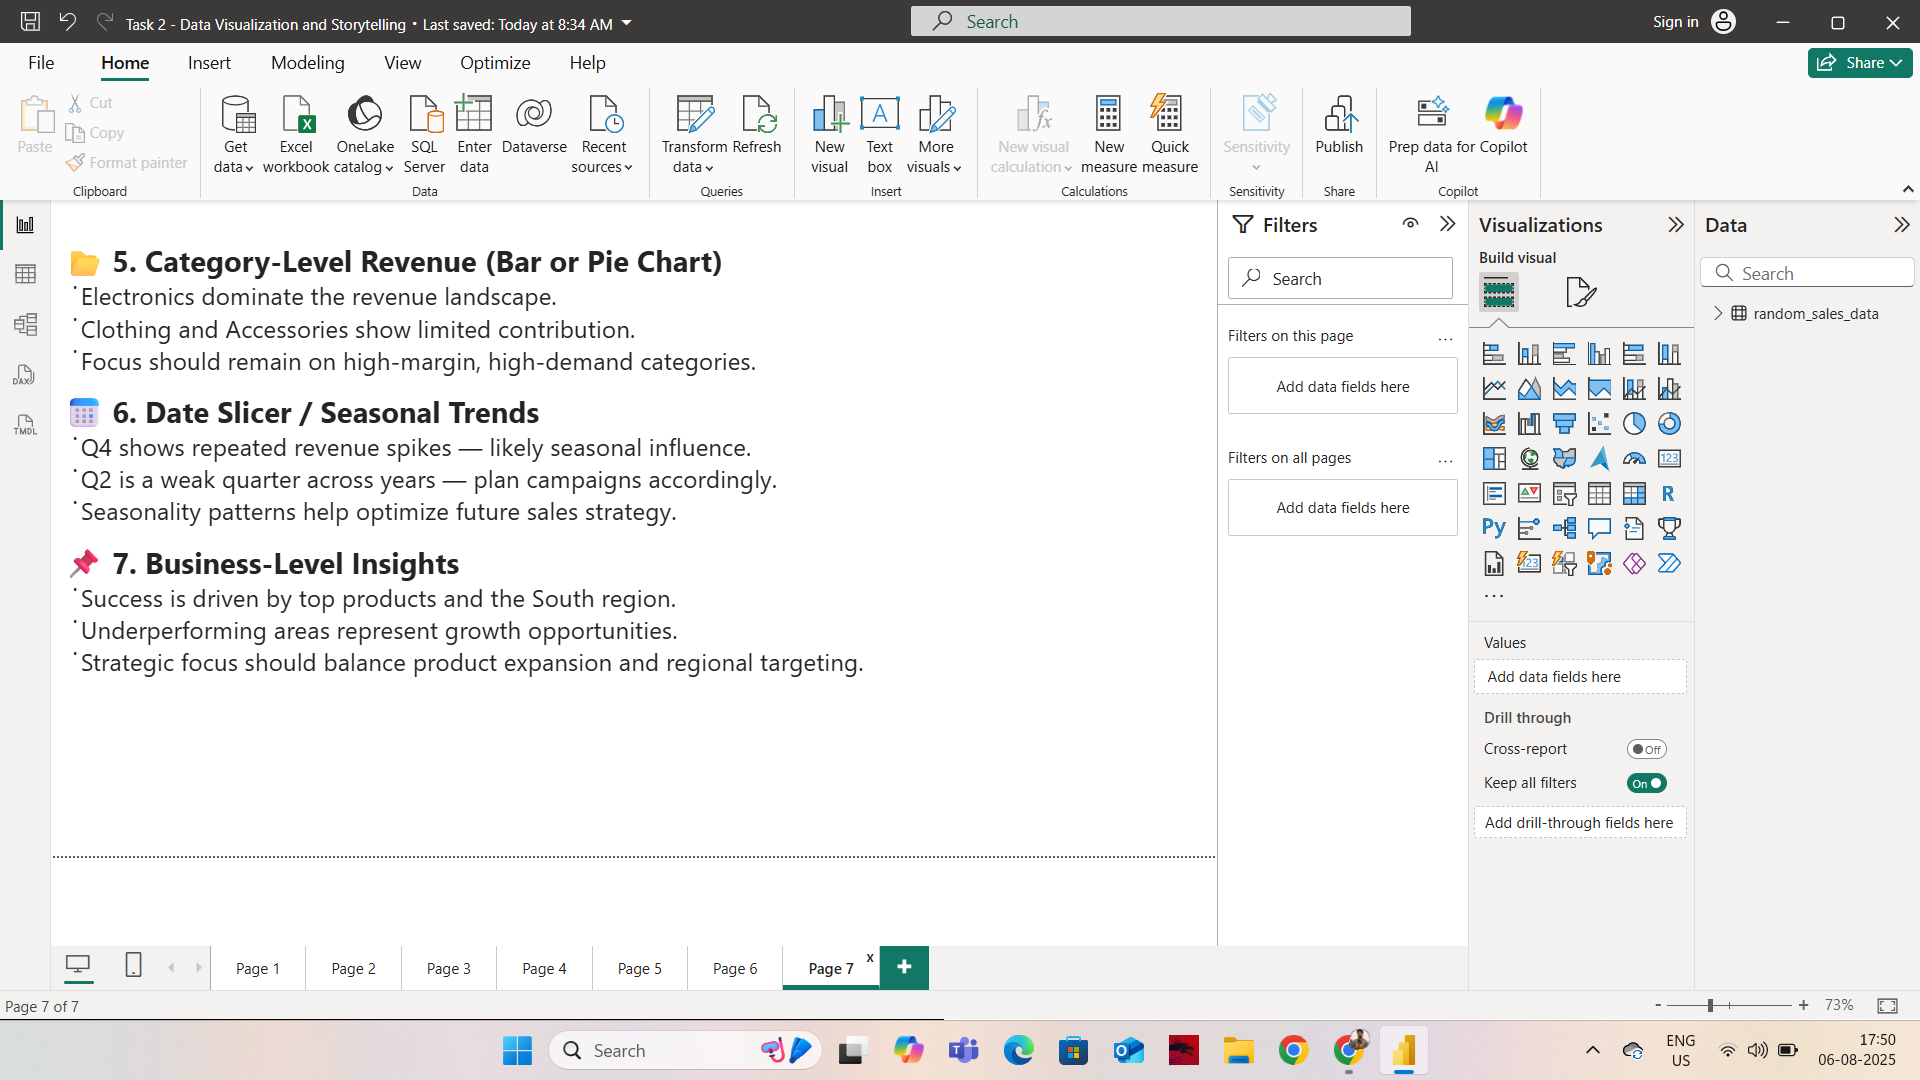 Task 2 - Data Visualization and Storytelling • Last saved: Today at 8:34 AM
Search
Sign in
File
Home
Insert
Modeling
View
Optimize
Help
Share
Paste
Cut
Copy
Format painter
Clipboard
Get data
Excel workbook
OneLake catalog
SQL Server
Enter data
Dataverse
Recent sources
Data
Transform data
Refresh
Queries
New visual
Text box
More visuals
Insert
New visual calculation
New measure
Quick measure
Calculations
Sensitivity
Sensitivity
Publish
Share
Prep data for AI
Copilot
Copilot
DAX
TMDL
5. Category-Level Revenue (Bar or Pie Chart)
Electronics dominate the revenue landscape.
Clothing and Accessories show limited contribution.
Focus should remain on high-margin, high-demand categories.
6. Date Slicer / Seasonal Trends
Q4 shows repeated revenue spikes — likely seasonal influence.
Q2 is a weak quarter across years — plan campaigns accordingly.
Seasonality patterns help optimize future sales strategy.
7. Business-Level Insights
Success is driven by top products and the South region.
Underperforming areas represent growth opportunities.
Strategic focus should balance product expansion and regional targeting.
Filters
Search
Filters on this page
...
Add data fields here
Filters on all pages
...
Add data fields here
Visualizations
Build visual
123
R
Py
123
...
Values
Add data fields here
Drill through
Cross-report
Off
Keep all filters
On
Add drill-through fields here
Data
Search
random_sales_data
Page 1
Page 2
Page 3
Page 4
Page 5
Page 6
Page 7
x
+
Page 7 of 7
- + 73%
Search
ENG
US
17:50
06-08-2025